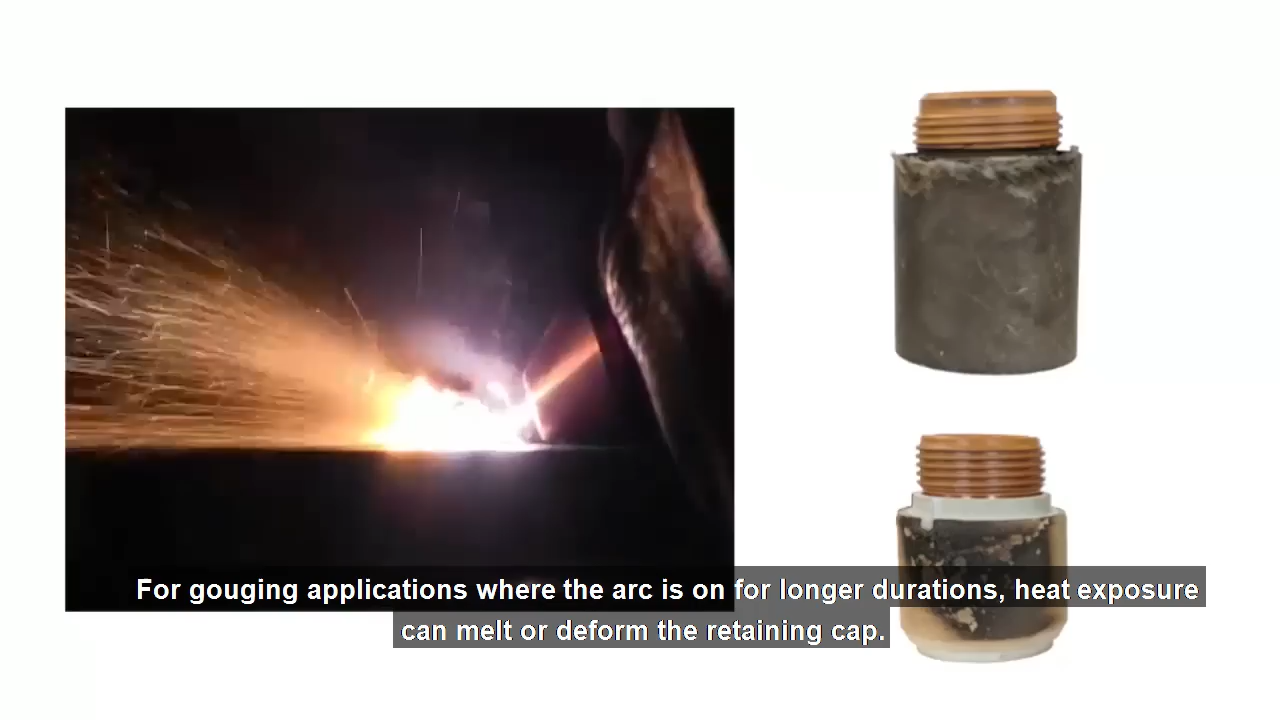 For gouging applications where the arc is on for longer durations, heat exposure
can melt or deform the retaining cap.